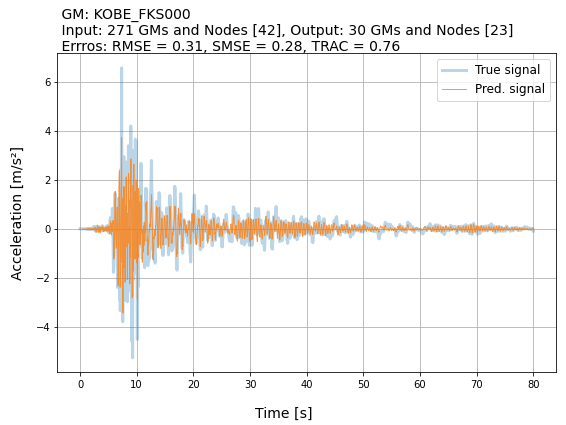 GM: KOBE_FKS000
Input: 271 GMs and Nodes [42], Output: 30 GMs and Nodes [23]
Errros: RMSE = 0.31, SMSE = 0.28, TRAC = 0.76
True signal
Pred. signal
6
4
2
0
−2
−4
Acceleration [m/s²]
0 10 20 30 40 50 60 70 80
Time [s]